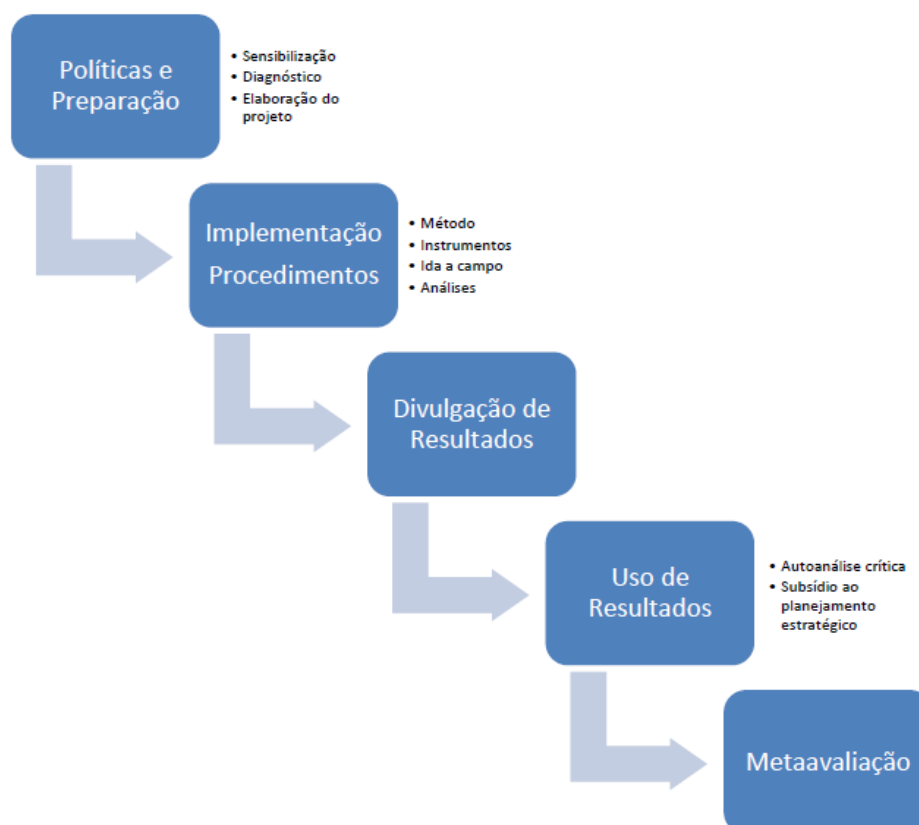 Políticas e
Preparação
• Sensibilização
• Diagnóstico
• Elaboração do
projeto
Implementação
Procedimentos
• Método
• Instrumentos
• Ida a campo
• Análises
Divulgação de
Resultados
Uso de
Resultados
• Autoanálise crítica
• Subsídio ao
planejamento
estratégico
Metaavaliação